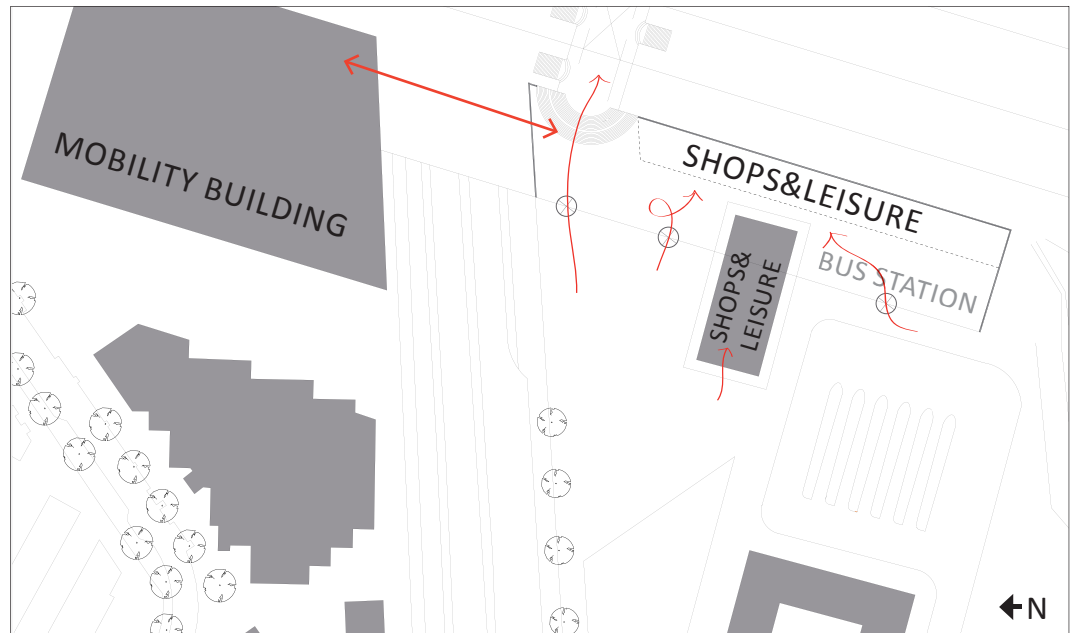 MOBILITY BUILDING
SHOPS&LEISURE
SHOPS&
LEISURE
BUS STATION
N